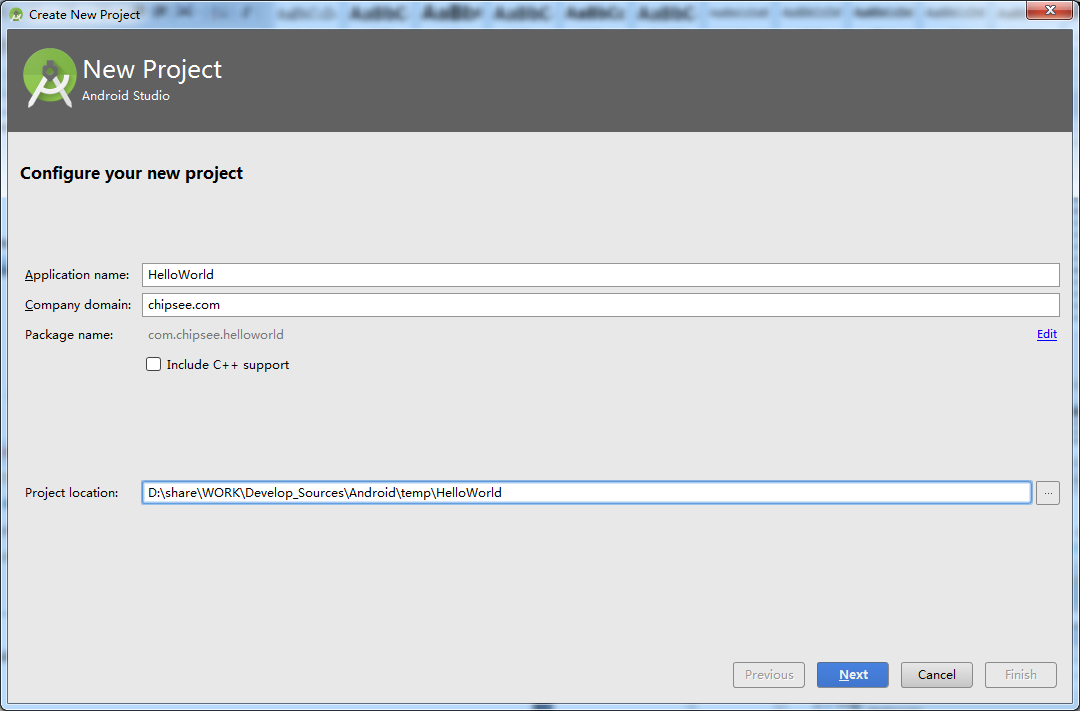 Create New Project
New Project
Android Studio
Configure your new project
Application name: HelloWorld
Company domain: chipsee.com
Package name: com.chipsee.helloworld Edit
Include C++ support
Project location: D:\share\WORK\Develop_Sources\Android\temp\HelloWorld ...
Previous Next Cancel Finish